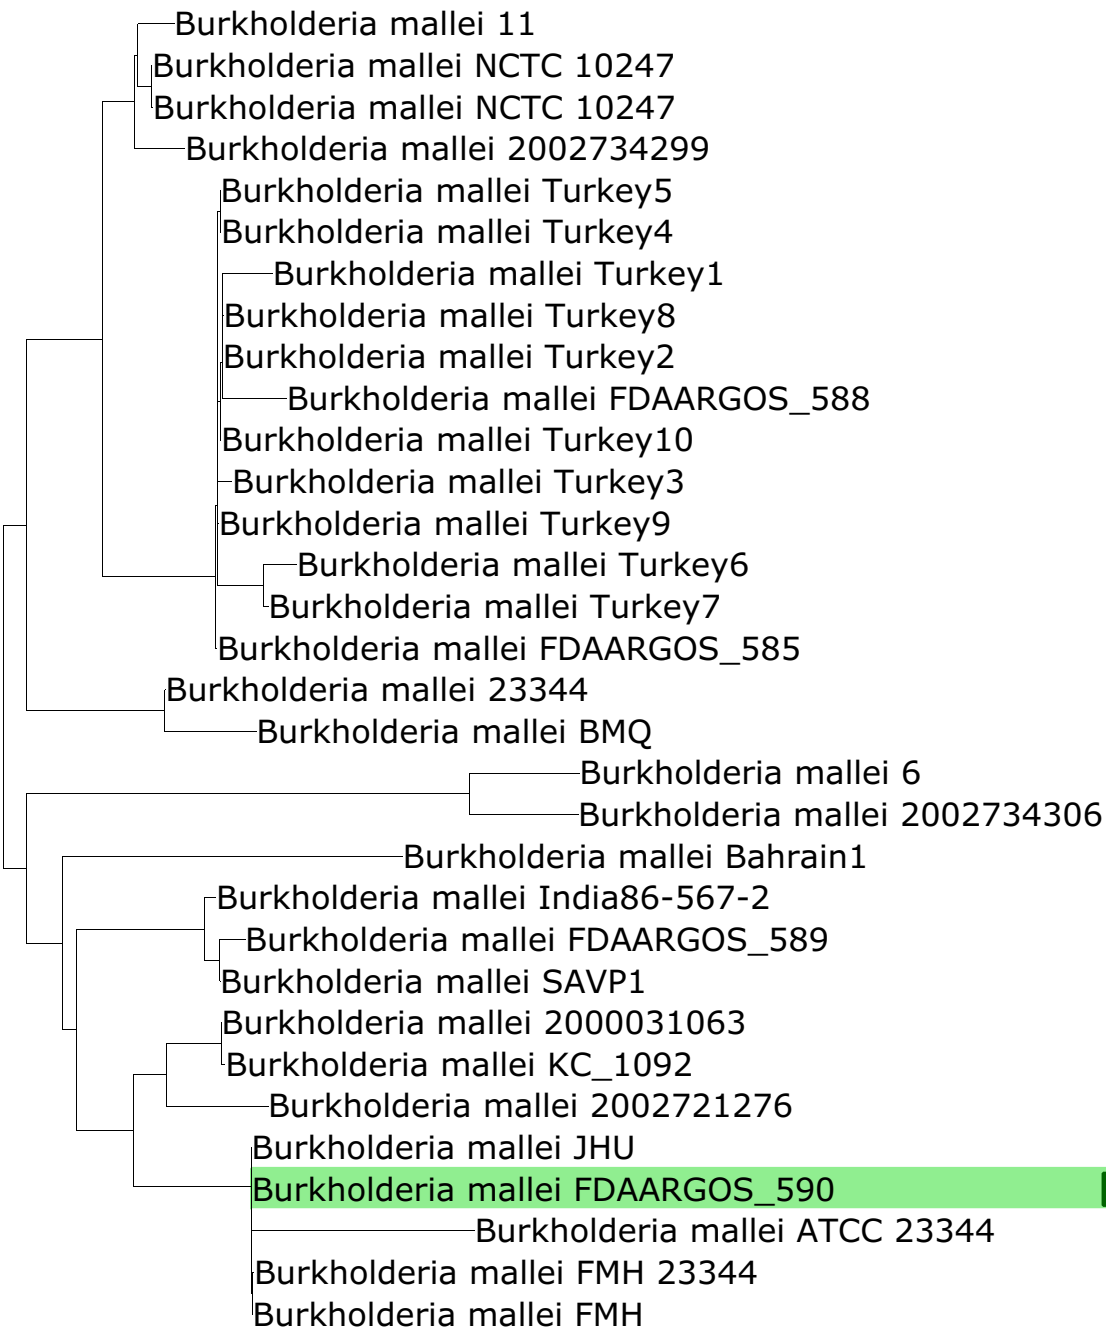 Burkholderia mallei 11
Burkholderia mallei NCTC 10247
Burkholderia mallei NCTC 10247
Burkholderia mallei 2002734299
Burkholderia mallei Turkey5
Burkholderia mallei Turkey4
Burkholderia mallei Turkey1
Burkholderia mallei Turkey8
Burkholderia mallei Turkey2
Burkholderia mallei FDAARGOS_588
Burkholderia mallei Turkey10
Burkholderia mallei Turkey3
Burkholderia mallei Turkey9
Burkholderia mallei Turkey6
Burkholderia mallei Turkey7
Burkholderia mallei FDAARGOS_585
Burkholderia mallei 23344
Burkholderia mallei BMQ
Burkholderia mallei 6
Burkholderia mallei 2002734306
Burkholderia mallei Bahrain1
Burkholderia mallei India86-567-2
Burkholderia mallei FDAARGOS_589
Burkholderia mallei SAVP1
Burkholderia mallei 2000031063
Burkholderia mallei KC_1092
Burkholderia mallei 2002721276
Burkholderia mallei JHU
Burkholderia mallei FDAARGOS_590
Burkholderia mallei ATCC 23344
Burkholderia mallei FMH 23344
Burkholderia mallei FMH